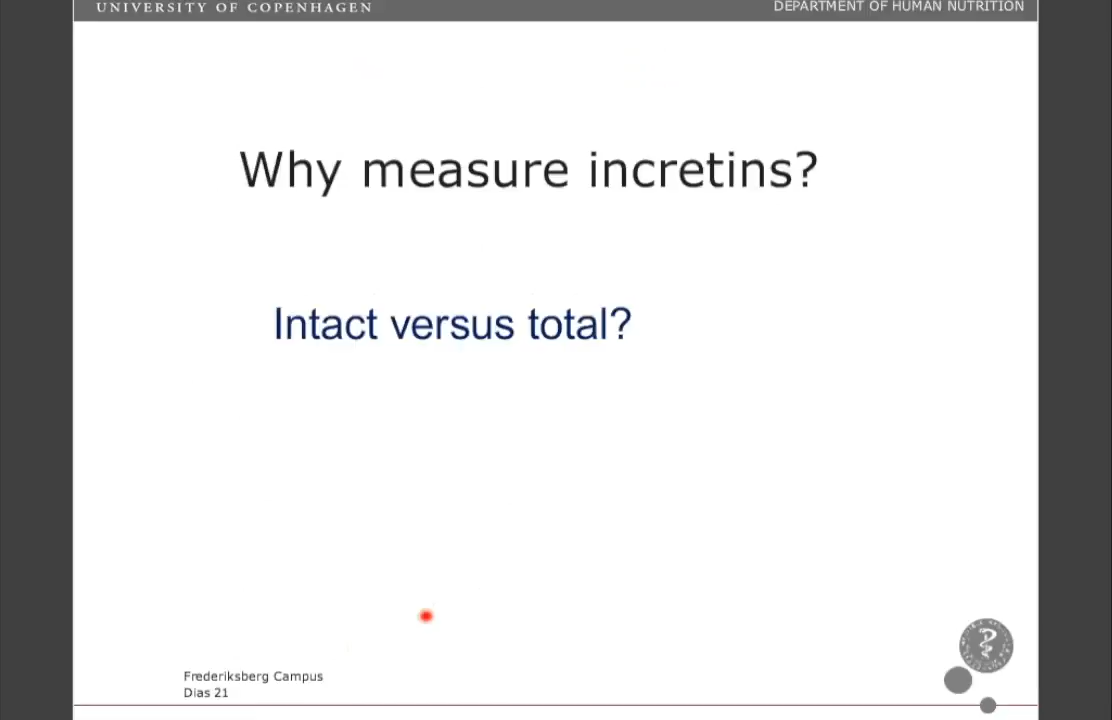 UNIVERSITY OF COPENHAGEN
DEPARTMENT OF HUMAN NUTRITION
Why measure incretins?
Intact versus total?
Frederiksberg Campus
Dias 21